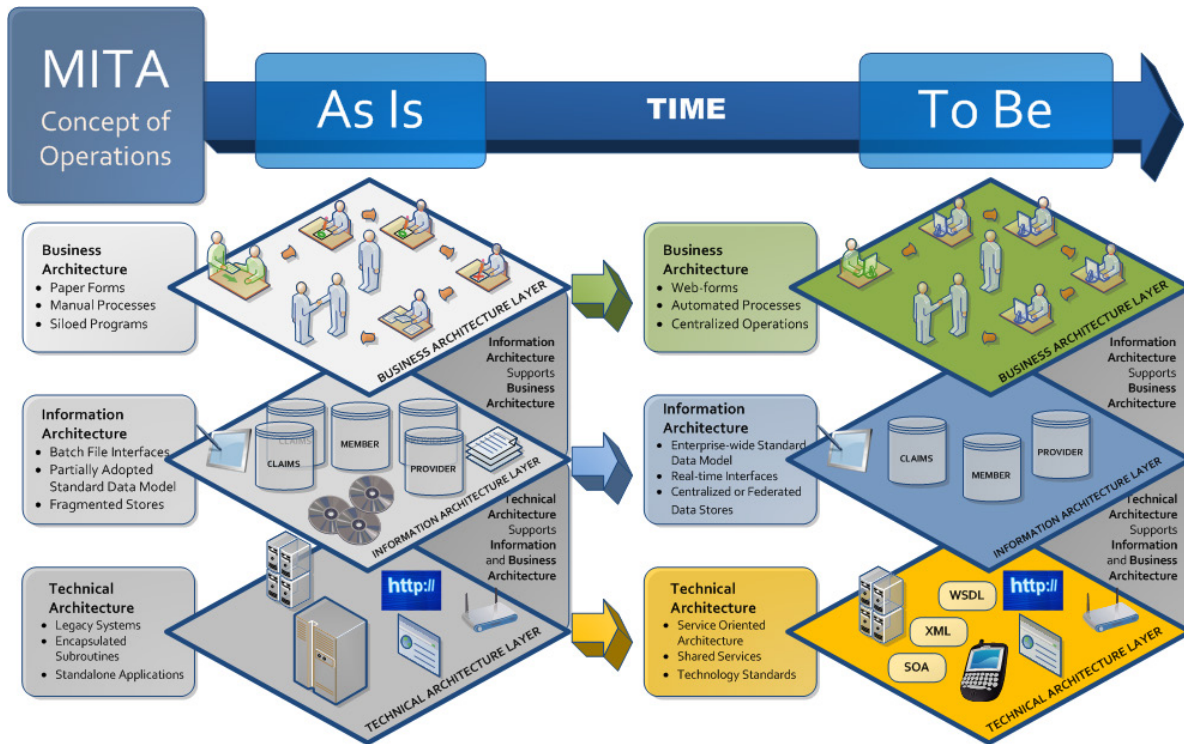 MITA
Concept of
Operations
As Is
TIME
To Be
Business
Architecture
• Paper Forms
• Manual Processes
• Siloed Programs
BUSINESS ARCHITECTURE LAYER
Business
Architecture
• Web-forms
• Automated Processes
• Centralized Operations
BUSINESS ARCHITECTURE LAYER
Information
Architecture
Supports
Business
Architecture
Information
Architecture
Supports
Business
Architecture
Information
Architecture
• Batch File Interfaces
• Partially Adopted
Standard Data Model
• Fragmented Stores
CLAIMS
CLAIMS
MEMBER
PROVIDER
INFORMATION ARCHITECTURE LAYER
Information
Architecture
• Enterprise-wide Standard
Data Model
• Real-time Interfaces
• Centralized or Federated
Data Stores
CLAIMS
MEMBER
PROVIDER
INFORMATION ARCHITECTURE LAYER
Technical
Architecture
Supports
Information
and Business
Architecture
Technical
Architecture
Supports
Information
and Business
Architecture
Technical
Architecture
• Legacy Systems
• Encapsulated
Subroutines
• Standalone Applications
http://
TECHNICAL ARCHITECTURE LAYER
Technical
Architecture
• Service Oriented
Architecture
• Shared Services
• Technology Standards
WSDL
http://
XML
SOA
TECHNICAL ARCHITECTURE LAYER